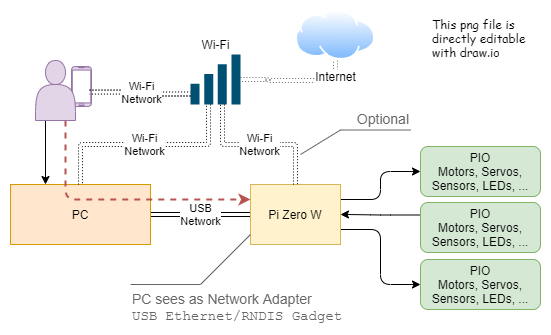 This png file is
directly editable
with draw.io
Wi-Fi
Internet
Wi-Fi
Network
Optional
Wi-Fi
Network
Wi-Fi
Network
PIO
Motors, Servos,
Sensors, LEDs, ...
PC
USB
Network
Pi Zero W
PIO
Motors, Servos,
Sensors, LEDs, ...
PIO
Motors, Servos,
Sensors, LEDs, ...
PC sees as Network Adapter
USB Ethernet/RNDIS Gadget